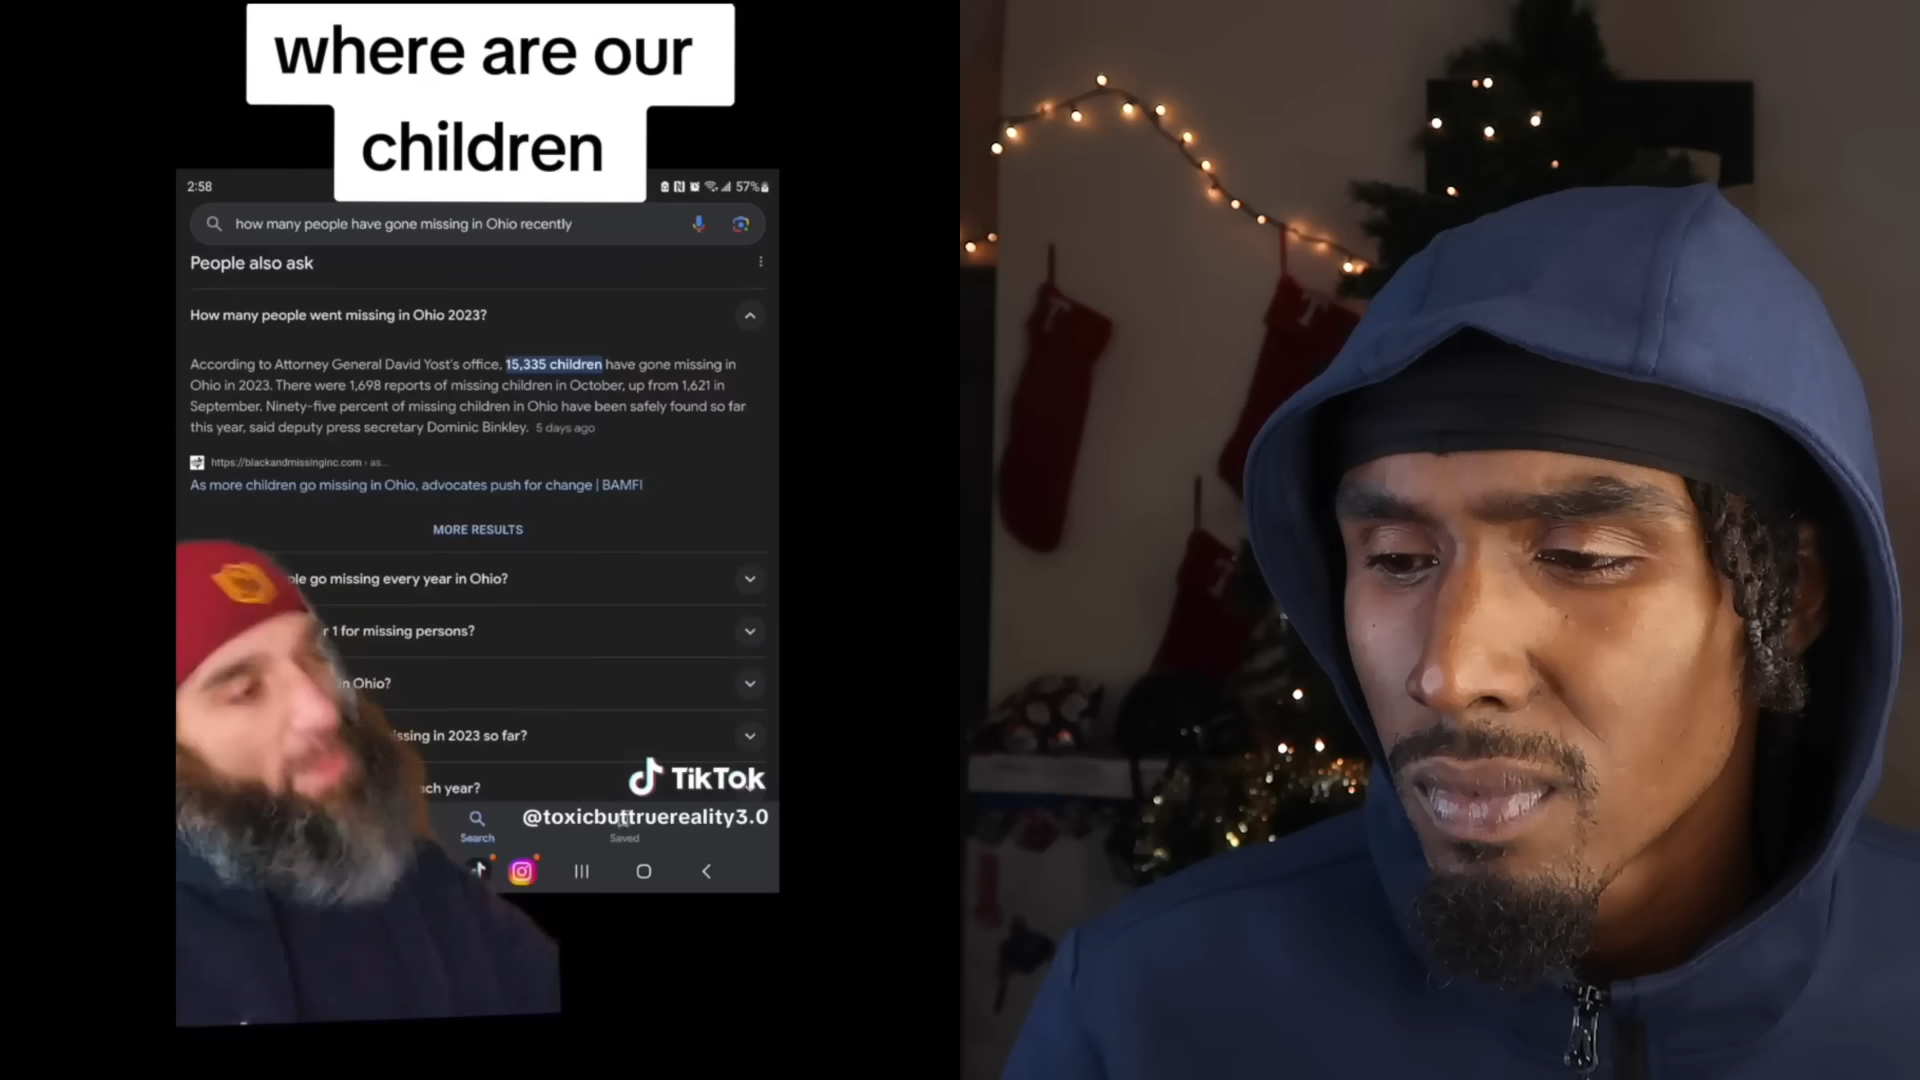 where are our
children
2:58
57%
how many people have gone missing in Ohio recently
People also ask
How many people went missing in Ohio 2023?
According to Attorney General David Yost's office, 15,335 children have gone missing in
Ohio in 2023. There were 1,698 reports of missing children in October, up from 1,621 in
September. Ninety-five percent of missing children in Ohio have been safely found so far
this year, said deputy press secretary Dominic Binkley. 5 days ago
https://blackandmissinginc.com › as...
As more children go missing in Ohio, advocates push for change | BAMFI
MORE RESULTS
go missing every year in Ohio?
1 for missing persons?
in Ohio?
in 2023 so far?
year?
TikTok
@toxicbuttruereality3.0
Search
Saved
T
T